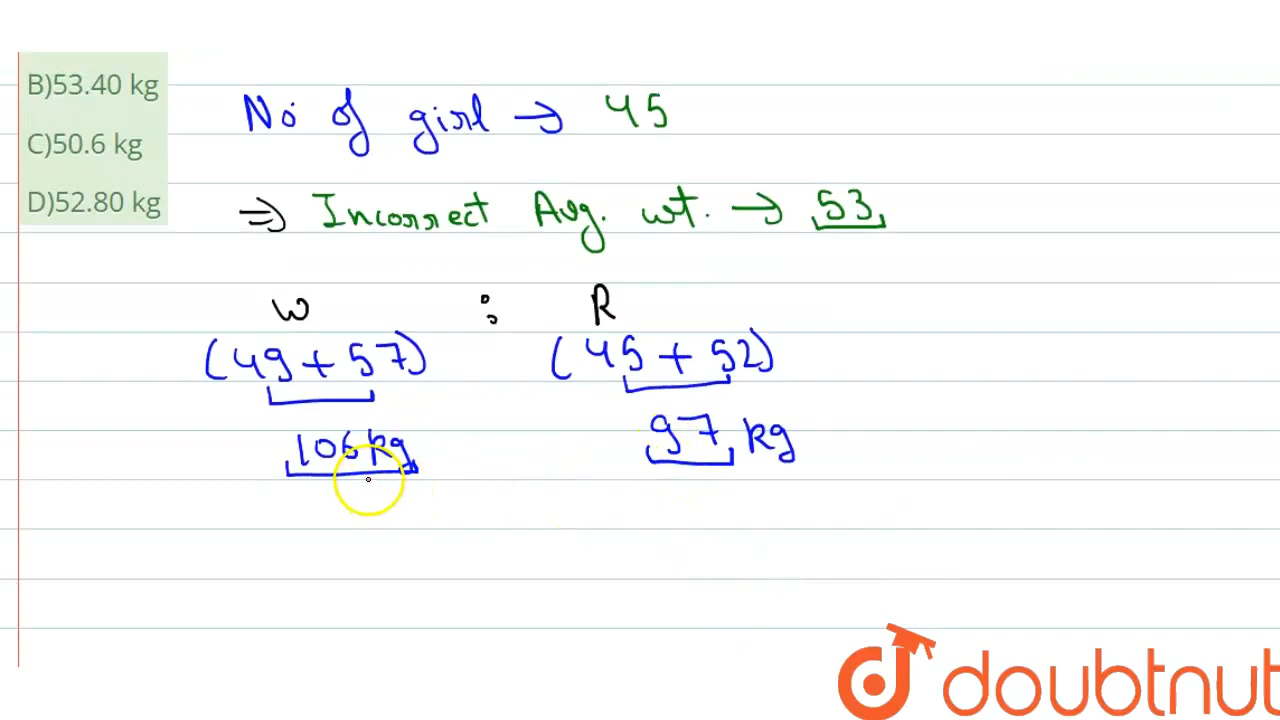 B)53.40 kg
C)50.6 kg
D)52.80 kg
No of girl → 45
⇒ Incorrect Avg. wt. → 53
W : R
(49 + 57) (45 + 52)
106 kg 97 kg
doubtnut